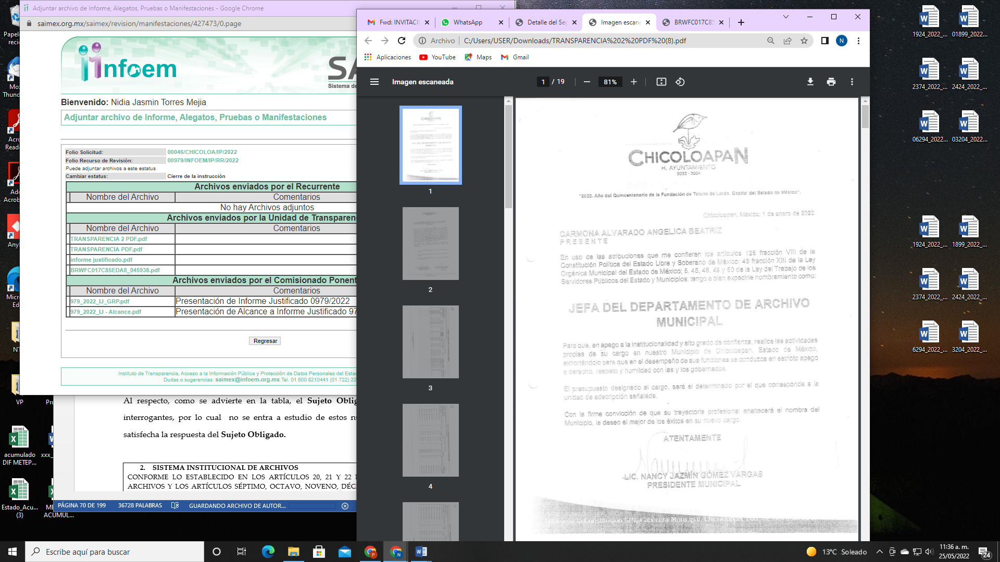 Adjuntar archivo de Informe, Alegatos, Pruebas o Manifestaciones - Google Chrome
saimex.org.mx/saimex/revision/manifestaciones/427473/0.page
infoem
SA
Sistema de
Bienvenido: Nidia Jasmin Torres Mejia
Adjuntar archivo de Informe, Alegatos, Pruebas o Manifestaciones
Folio Solicitud: 00046/CHICOLOA/IP/2022
Folio Recurso de Revisión: 00979/INFOEM/IP/RR/2022
Puede adjuntar archivos a este estatus
Cambiar estatus: Cierre de la instrucción
Archivos enviados por el Recurrente
Nombre del Archivo Comentarios
No hay Archivos adjuntos
Archivos enviados por la Unidad de Transparen
Nombre del Archivo Comentarios
TRANSPARENCIA 2 PDF.pdf
TRANSPARENCIA PDF.pdf
informe justificado.pdf
BRWFC017C85EDA8_045938.pdf
Archivos enviados por el Comisionado Ponent
Nombre del Archivo Comentarios
979_2022_IJ_GRP.pdf Presentación de Informe Justificado 0979/2022
979_2022_IJ - Alcance.pdf Presentación de Alcance a Informe Justificado 97
Regresar
Instituto de Transparencia, Acceso a la Información Pública y Protección de Datos Personales del Esta
Dudas o sugerencias: saimex@infoem.org.mx Tel. 01 800 8210441 (01 722) 22
Al respecto, como se advierte en la tabla, el Sujeto Oblig
interrogantes, por lo cual no se entra a estudio de estos n
satisfecha la respuesta del Sujeto Obligado.
2. SISTEMA INSTITUCIONAL DE ARCHIVOS
CONFORME LO ESTABLECIDO EN LOS ARTÍCULOS 20, 21 Y 22
ARCHIVOS Y LOS ARTÍCULOS SÉPTIMO, OCTAVO, NOVENO, DÉC
PÁGINA 70 DE 199 36728 PALABRAS GUARDANDO ARCHIVO DE AUTOR...
Fwd: INVITACI
WhatsApp
Detalle del Seg
Imagen escane
BRWFC017C85
Archivo C:/Users/USER/Downloads/TRANSPARENCIA%202%20PDF%20(8).pdf
N
Aplicaciones YouTube Maps Gmail
Imagen escaneada 1 / 19 81%
1
2
3
4
CHICOLOAPAN
H. AYUNTAMIENTO
2022 - 2024
"2022. Año del Quincentenario de la Fundación de Toluca de Lerdo, Capital del Estado de México".
Chicoloapan, México; 1 de enero de 2022
CARMONA ALVARADO ANGELICA BEATRIZ
P R E S E N T E
En uso de las atribuciones que me confieren los artículos 128 fracción VIII de la
Constitución Política del Estado Libre y Soberano de México; 48 fracción XIII de la Ley
Orgánica Municipal del Estado de México; 5, 45, 48, 49 y 50 de la Ley del Trabajo de los
Servidores Públicos del Estado y Municipios; tengo a bien expedirle nombramiento como:
JEFA DEL DEPARTAMENTO DE ARCHIVO
MUNICIPAL
Para que, en apego a la Institucionalidad y alto grado de confianza, realice las actividades
propias de su cargo en nuestro Municipio de Chicoloapan, Estado de México,
exhortándolo para que en el desempeño de sus funciones se conduzca en estricto apego
a derecho, respeto y humildad con las y los gobernados.
El presupuesto designado al cargo, será el determinado por el que corresponda a la
unidad de adscripción señalada.
Con la firme convicción de que su trayectoria profesional enaltecerá el nombre del
Municipio, le deseo el mejor de los éxitos en su nuevo cargo.
ATENTAMENTE
LIC. NANCY JAZMÍN GÓMEZ VARGAS
PRESIDENTE MUNICIPAL
Plaza de la Constitución S/N, Cabecera Municipal, Chicoloapan,
1924_2022_... 01899_2022_...
2374_2022_... 2424_2022_...
06294_2022... 03204_2022...
1924_2022_... 1899_2022_...
2374_2022_... 2424_2022_...
6294_2022_... 3204_2022_...
Papel
reci
Mo
Thund
Acro
Read
Ad
Acrob
Any
Micr
Ed
NT
VP
Pr
acumulado
DIF METEP...
xxx_
Estado_Acu...
(3)
ME
ACUMUL...
Escribe aquí para buscar
13°C Soleado
11:36 a. m.
25/05/2022
24